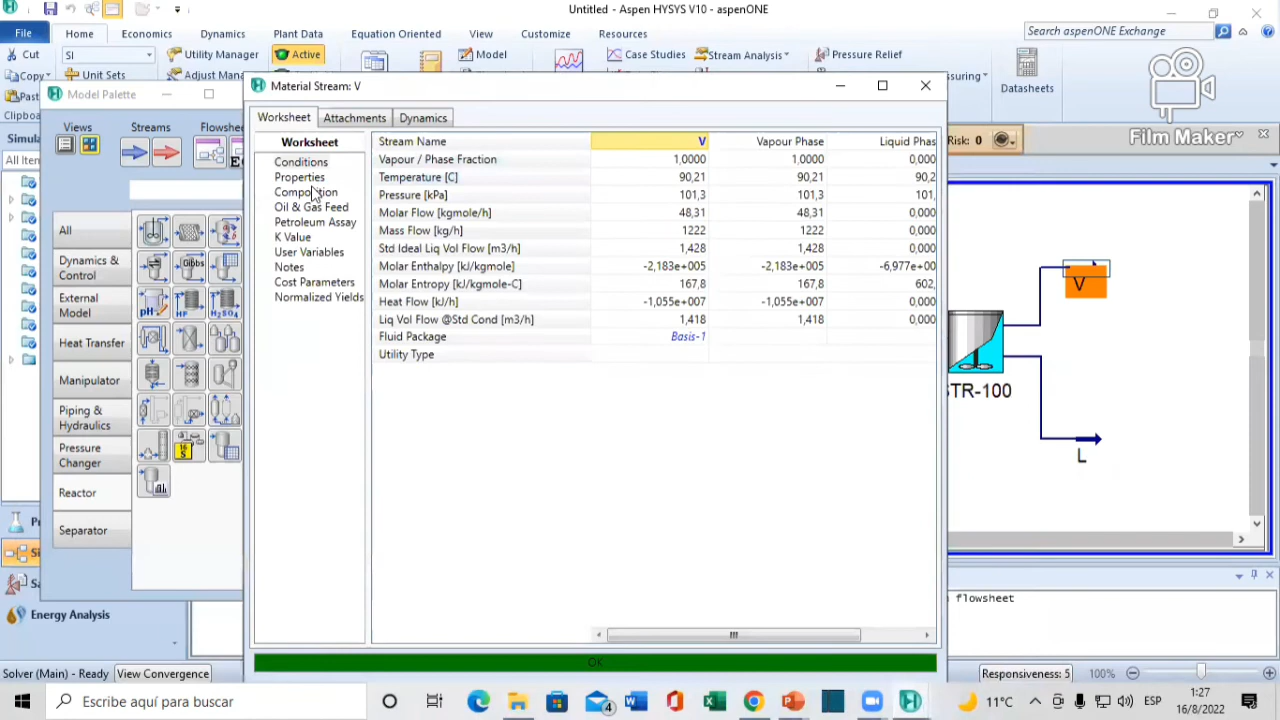 Untitled - Aspen HYSYS V10 - aspenONE
File Home Economics Dynamics Plant Data Equation Oriented View Customize Resources
Search aspenONE Exchange
Cut SI Utility Manager Active Model Case Studies Stream Analysis Pressure Relief
Copy Unit Sets Adjust Datasheets
Film Maker
Risk: 0
Material Stream: V
Model Palette
Views Streams
All
Dynamics &
Control
External
Model
Heat Transfer
Manipulator
Piping &
Hydraulics
Pressure
Changer
Reactor
Separator
Energy Analysis
Worksheet Attachments Dynamics
Worksheet
Conditions
Properties
Composition
Oil & Gas Feed
Petroleum Assay
K Value
User Variables
Notes
Cost Parameters
Normalized Yields
Stream Name V Vapour Phase Liquid Phas
Vapour / Phase Fraction 1,0000 1,0000 0,000
Temperature [C] 90,21 90,21 90,2
Pressure [kPa] 101,3 101,3 101,
Molar Flow [kgmole/h] 48,31 48,31 0,000
Mass Flow [kg/h] 1222 1222 0,000
Std Ideal Liq Vol Flow [m3/h] 1,428 1,428 0,000
Molar Enthalpy [kJ/kgmole] -2,183e+005 -2,183e+005 -6,977e+00
Molar Entropy [kJ/kgmole-C] 167,8 167,8 602,
Heat Flow [kJ/h] -1,055e+007 -1,055e+007 0,000
Liq Vol Flow @Std Cond [m3/h] 1,418 1,418 0,000
Fluid Package Basis-1
Utility Type
OK
V
STR-100
L
flowsheet
Solver (Main) - Ready View Convergence Responsiveness: 5 100%
Escribe aquí para buscar
4
11°C ESP 1:27
16/8/2022